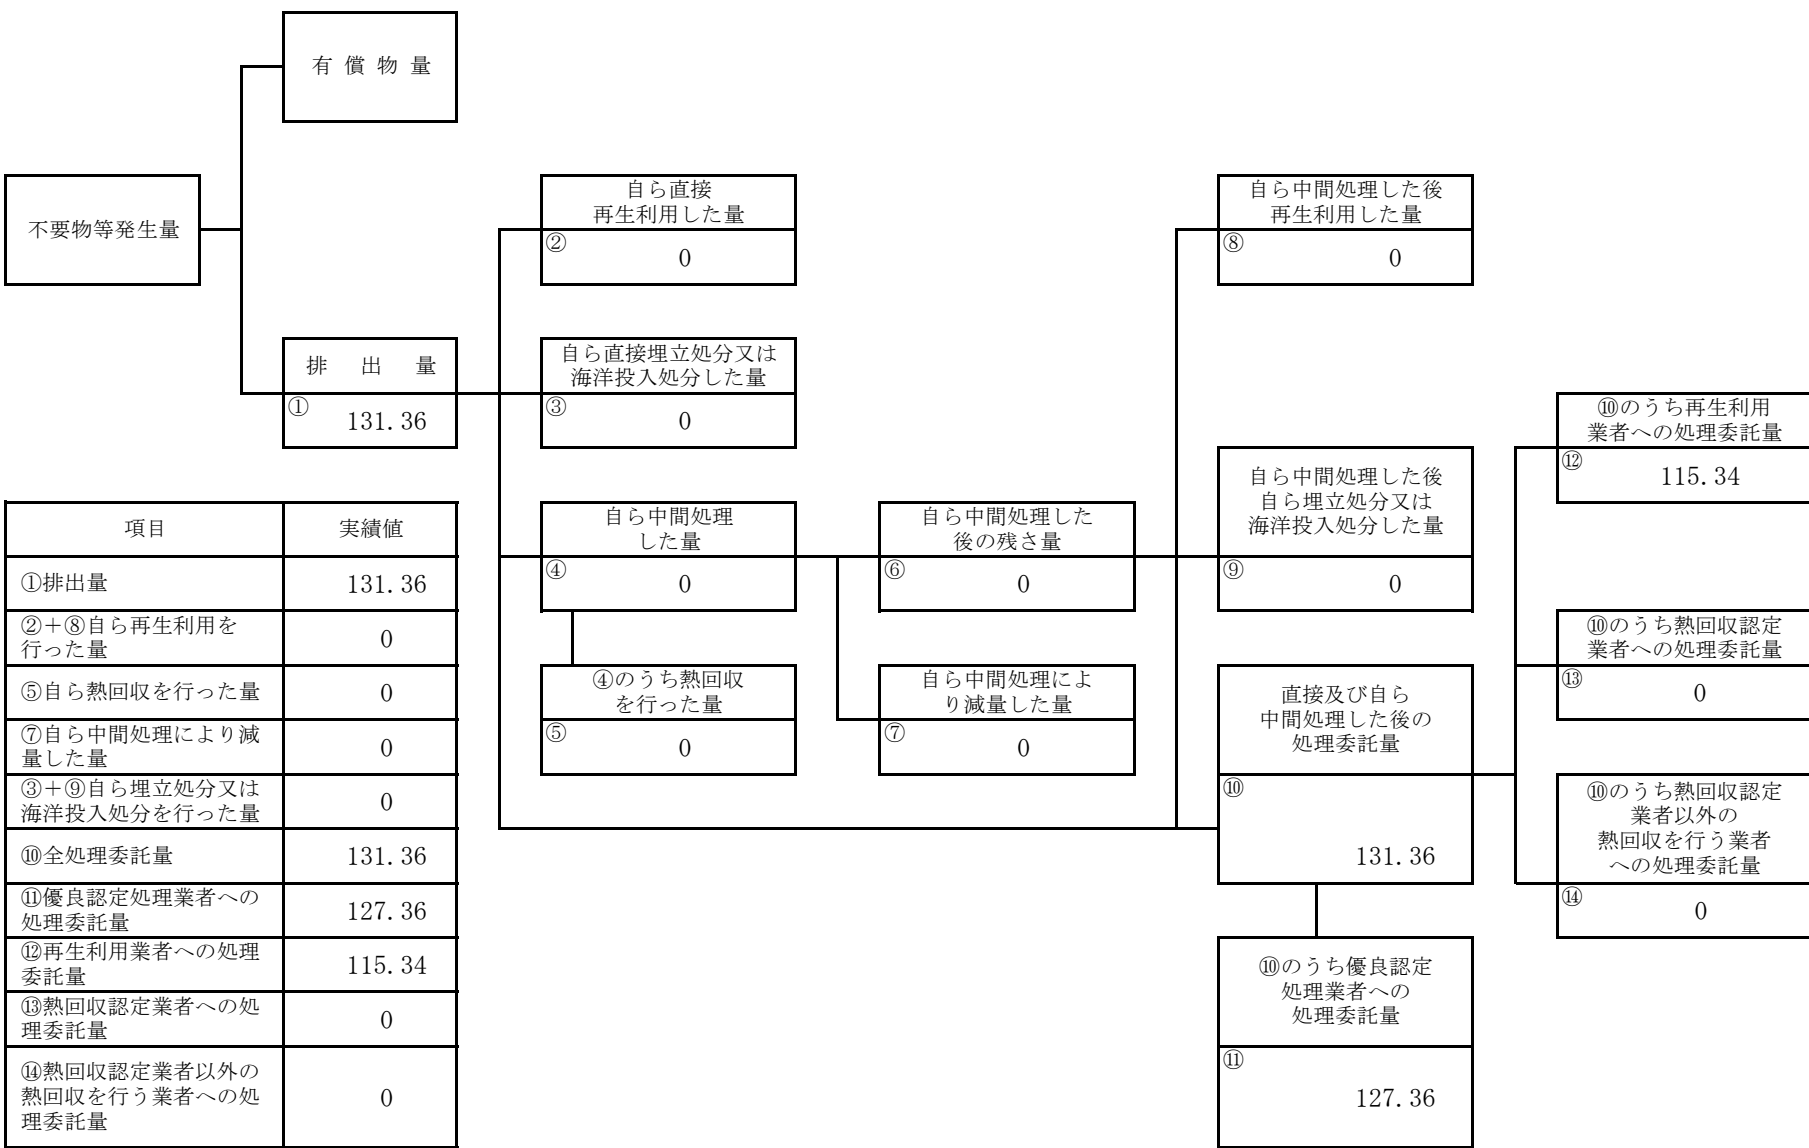 有償物量
不要物等発生量
自ら直接
再生利用した量
②
0
自ら中間処理した後
再生利用した量
⑧
0
排出量
①
131.36
自ら直接埋立処分又は
海洋投入処分した量
③
0
⑩のうち再生利用
業者への処理委託量
⑫
115.34
自ら中間処理
した量
④
0
自ら中間処理した
後の残さ量
⑥
0
自ら中間処理した後
自ら埋立処分又は
海洋投入処分した量
⑨
0
④のうち熱回収
を行った量
⑤
0
自ら中間処理によ
り減量した量
⑦
0
直接及び自ら
中間処理した後の
処理委託量
⑩
131.36
⑩のうち熱回収認定
業者への処理委託量
⑬
0
⑩のうち熱回収認定
業者以外の
熱回収を行う業者
への処理委託量
⑭
0
⑩のうち優良認定
処理業者への
処理委託量
⑪
127.36
項目 実績値
①排出量 131.36
②+⑧自ら再生利用を
行った量
0
⑤自ら熱回収を行った量 0
⑦自ら中間処理により減
量した量
0
③+⑨自ら埋立処分又は
海洋投入処分を行った量
0
⑩全処理委託量 131.36
⑪優良認定処理業者への
処理委託量
127.36
⑫再生利用業者への処理
委託量
115.34
⑬熱回収認定業者への処
理委託量
0
⑭熱回収認定業者以外の
熱回収を行う業者への処
理委託量
0